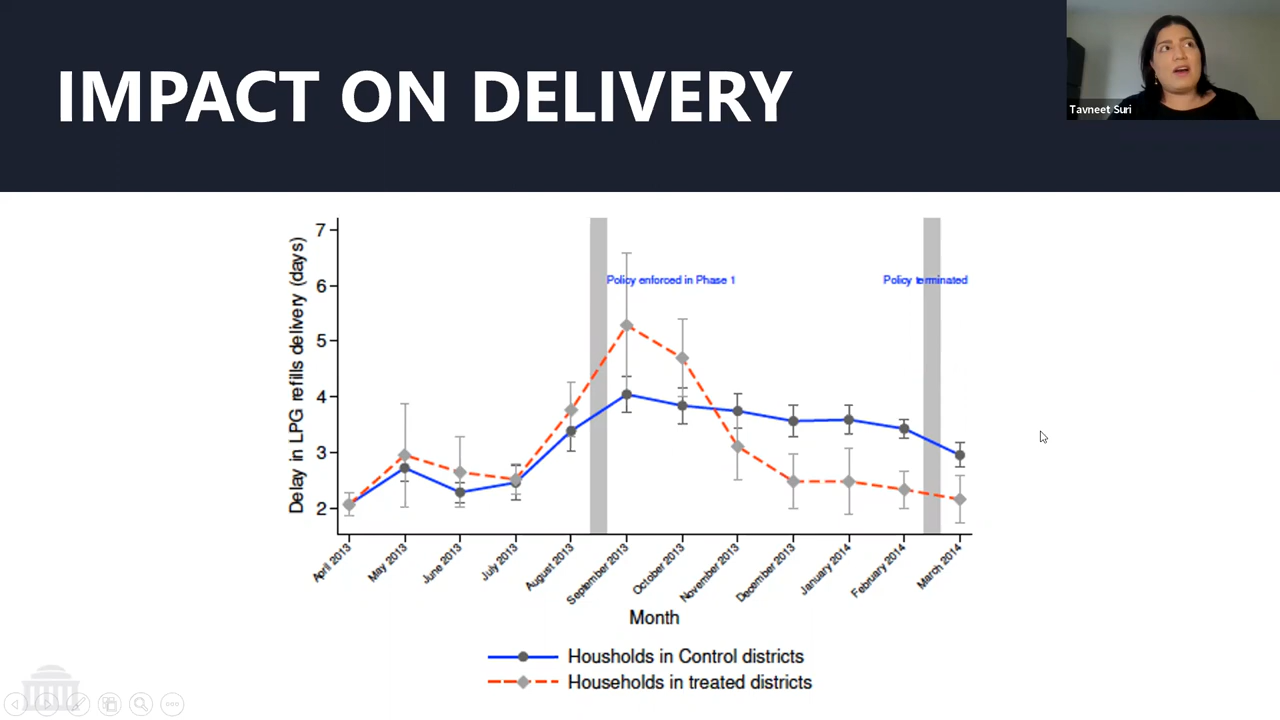 IMPACT ON DELIVERY
Tavneet Suri
Delay in LPG refills delivery (days)
7
6
5
4
3
2
Policy enforced in Phase 1
Policy terminated
April 2013
May 2013
June 2013
July 2013
August 2013
September 2013
October 2013
November 2013
December 2013
January 2014
February 2014
March 2014
Month
Housholds in Control districts
Households in treated districts